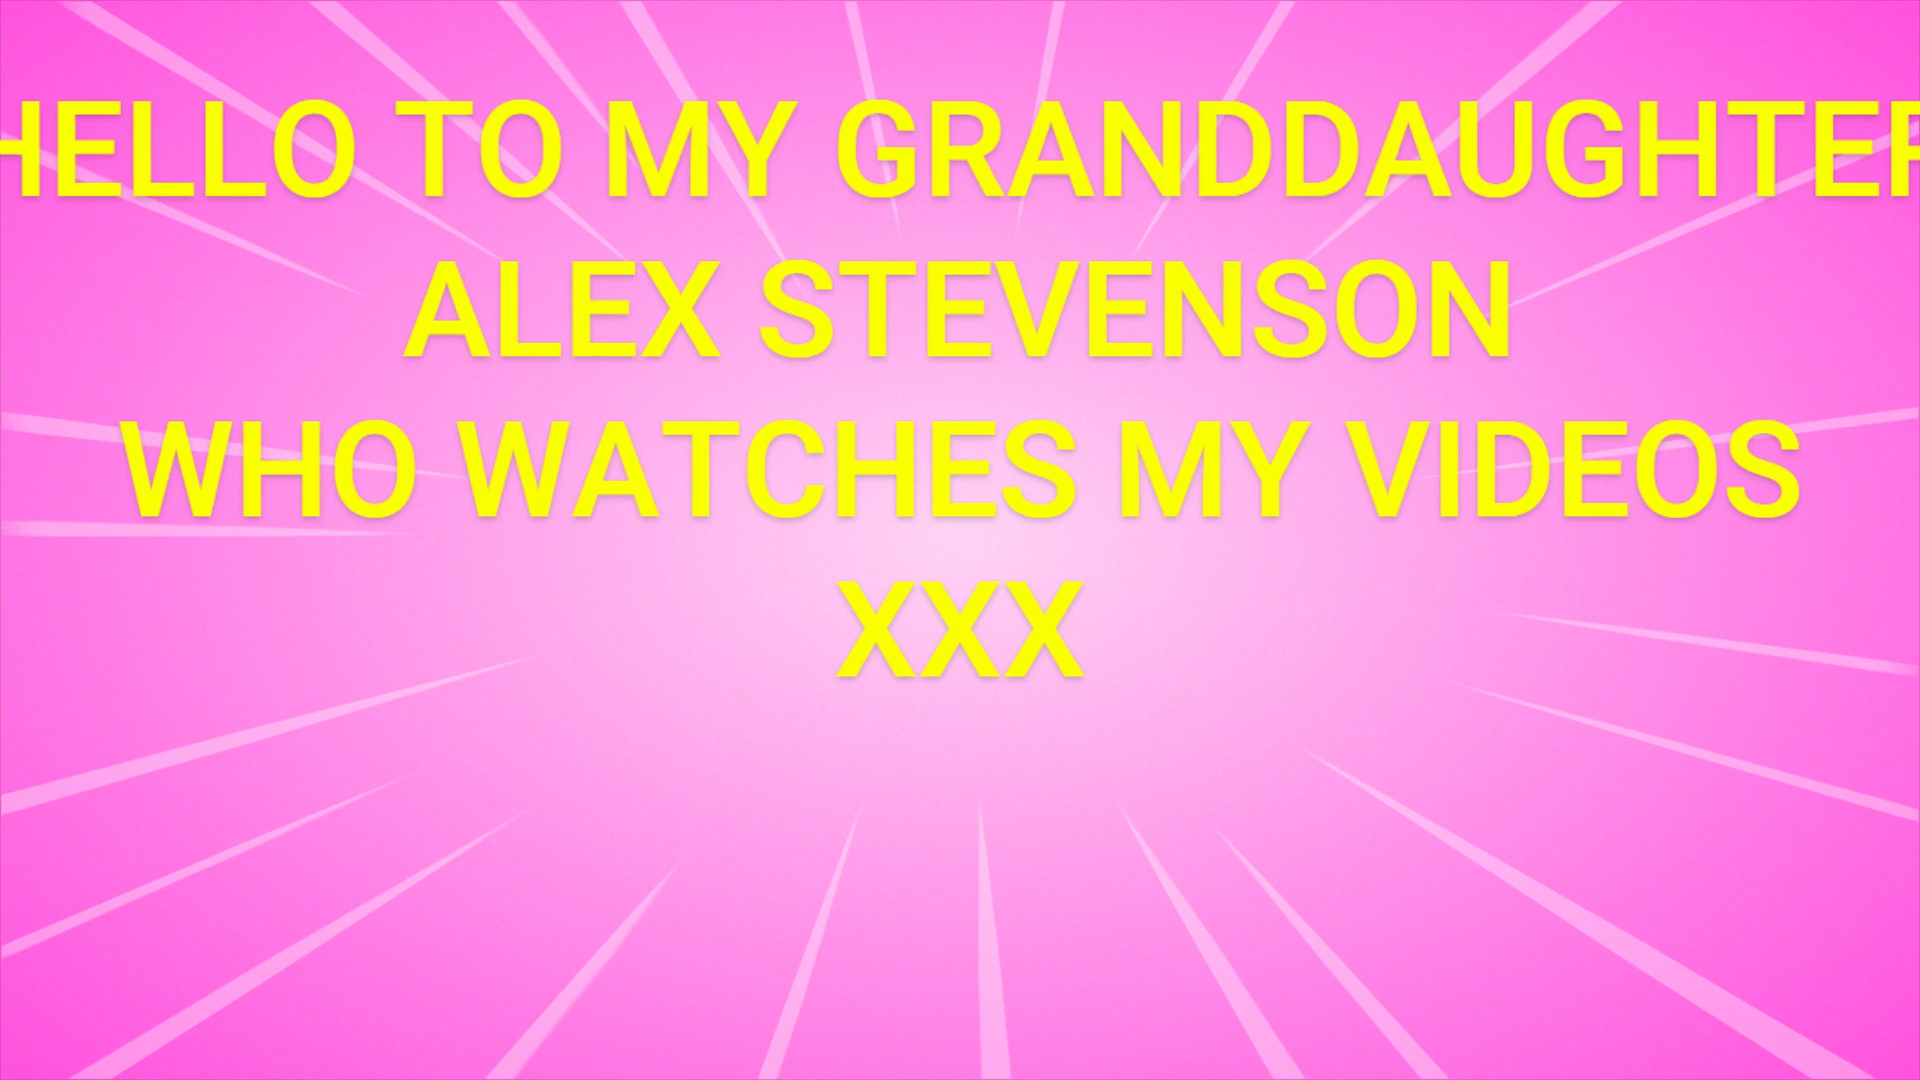 HELLO TO MY GRANDDAUGHTER
ALEX STEVENSON
WHO WATCHES MY VIDEOS
XXX